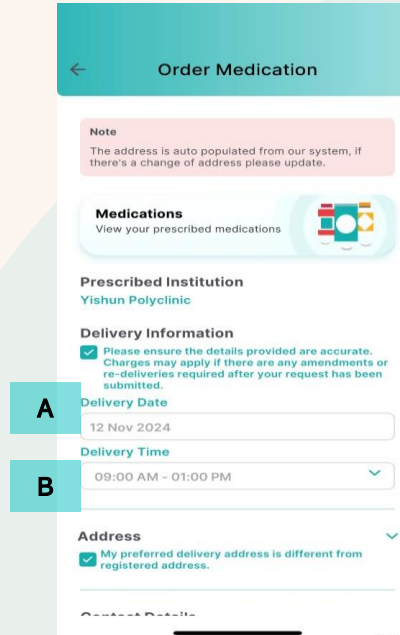 Order Medication
Note
The address is auto populated from our system, if
there's a change of address please update.
Medications
View your prescribed medications
Prescribed Institution
Yishun Polyclinic
Delivery Information
Please ensure the details provided are accurate.
Charges may apply if there are any amendments or
re-deliveries required after your request has been
submitted.
A
Delivery Date
12 Nov 2024
Delivery Time
B
09:00 AM - 01:00 PM
Address
My preferred delivery address is different from
registered address.
Contact Details